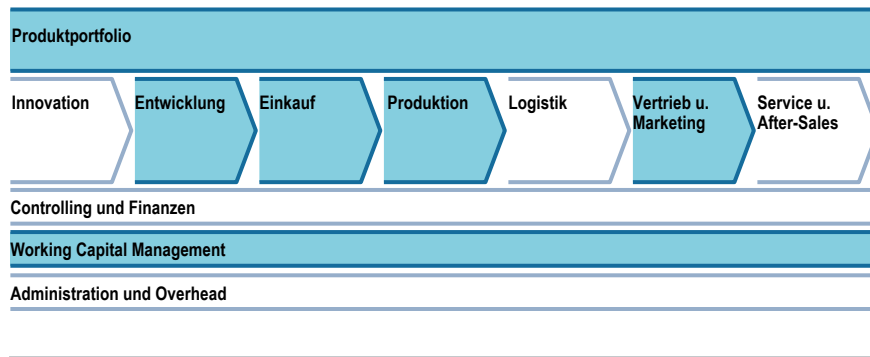 Produktportfolio
Innovation
Entwicklung
Einkauf
Produktion
Logistik
Vertrieb u.
Marketing
Service u.
After-Sales
Controlling und Finanzen
Working Capital Management
Administration und Overhead